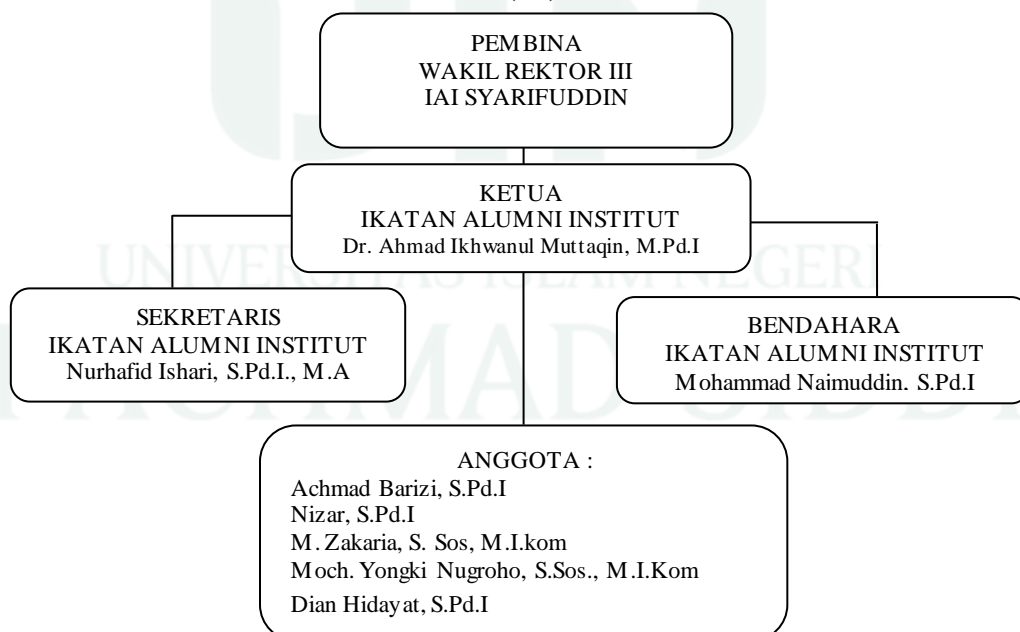 PEMBINA
WAKIL REKTOR III
IAI SYARIFUDDIN
KETUA
IKATAN ALUMNI INSTITUT
Dr. Ahmad Ikhwanul Muttaqin, M.Pd.I
UNIVERSITAS ISLAM NEGERI
SEKRETARIS
IKATAN ALUMNI INSTITUT
Nurhafid Ishari, S.Pd.I., M.A
BENDAHARA
IKATAN ALUMNI INSTITUT
Mohammad Naimuddin. S.Pd.I
ACHMAD SIDDI
ANGGOTA :
Achmad Barizi, S.Pd.I
Nizar, S.Pd.I
M. Zakaria, S. Sos, M.I.kom
Moch. Yongki Nugroho, S.Sos., M.I.Kom
Dian Hidayat, S.Pd.I